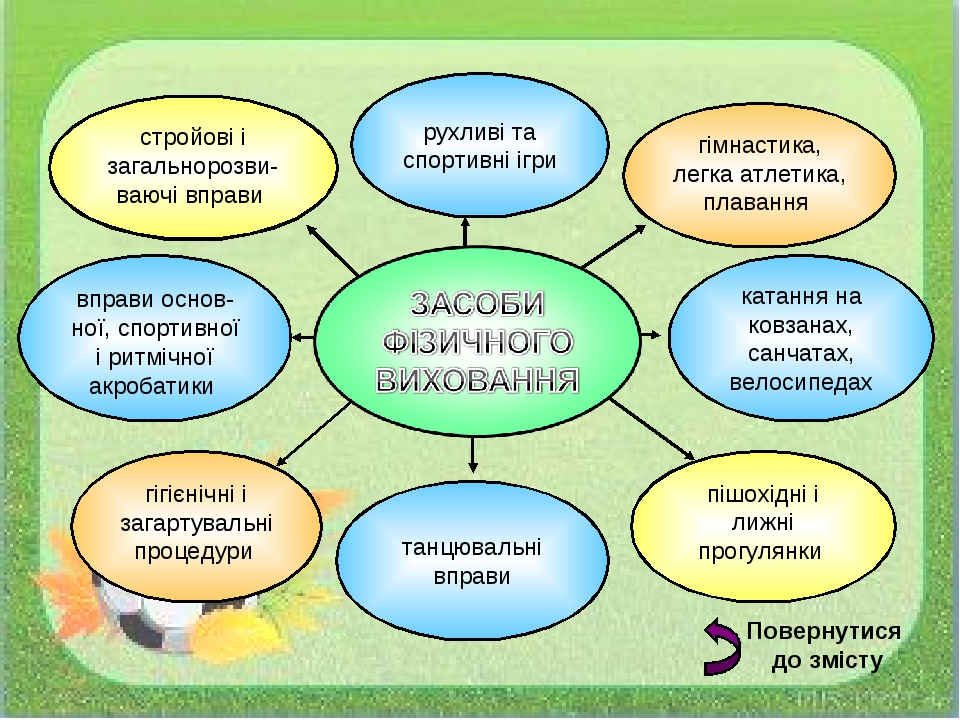 стройові і
загальнорозви-
ваючі вправи
рухливі та
спортивні ігри
гімнастика,
легка атлетика,
плавання
вправи основ-
ної, спортивної
і ритмічної
акробатики
ЗАСОБИ
ФІЗИЧНОГО
ВИХОВАННЯ
катання на
ковзанах,
санчатах,
велосипедах
гігієнічні і
загартувальні
процедури
танцювальні
вправи
пішохідні і
лижні
прогулянки
Повернутися
до змісту